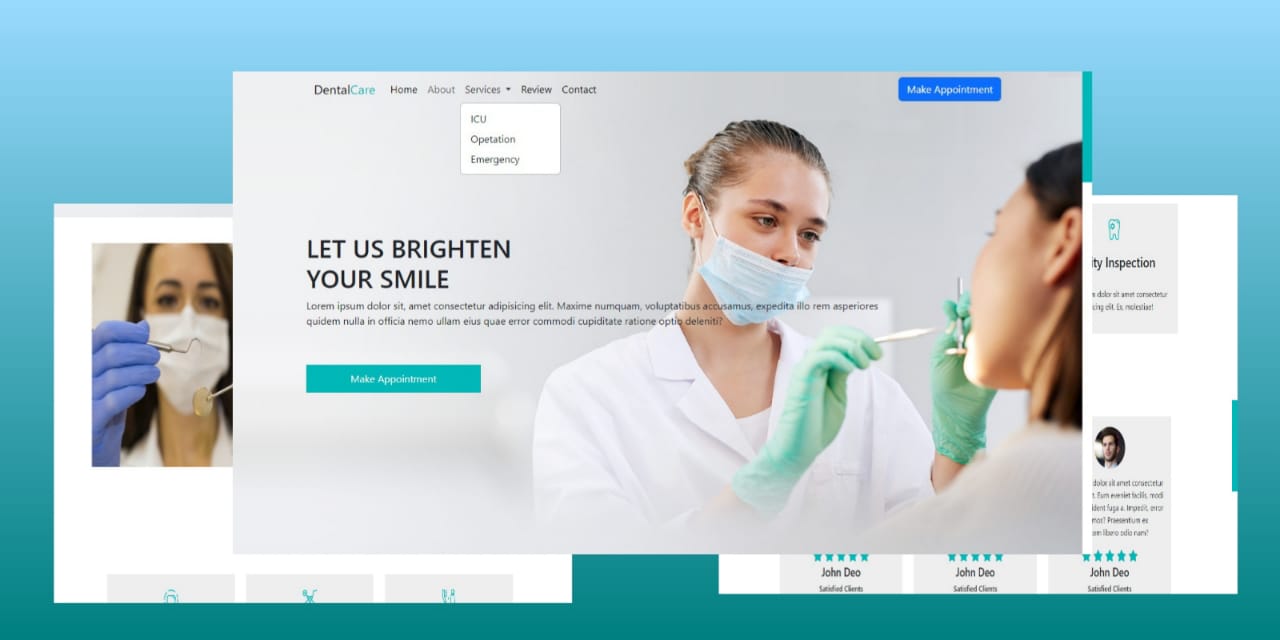 DentalCare Home About Services Review Contact Make Appointment
ICU
Opetation
Emergency
LET US BRIGHTEN
YOUR SMILE
Lorem ipsum dolor sit, amet consectetur adipisicing elit. Maxime numquam, voluptatibus accusamus, expedita illo rem asperiores
quidem nulla in officia nemo ullam eius quae error commodi cupiditate ratione optio deleniti?
Make Appointment
ity Inspection
dolor sit amet consectetur
cing elit. Ex, molestiae!
dolor sit amet consectetur
t. Eum eveniet facilis, modi
ident fuga a. Impedit, error
mos? Praesentium ex
am libero odio nam?
John Deo John Deo John Deo
Satisfied Clients Satisfied Clients Satisfied Clients